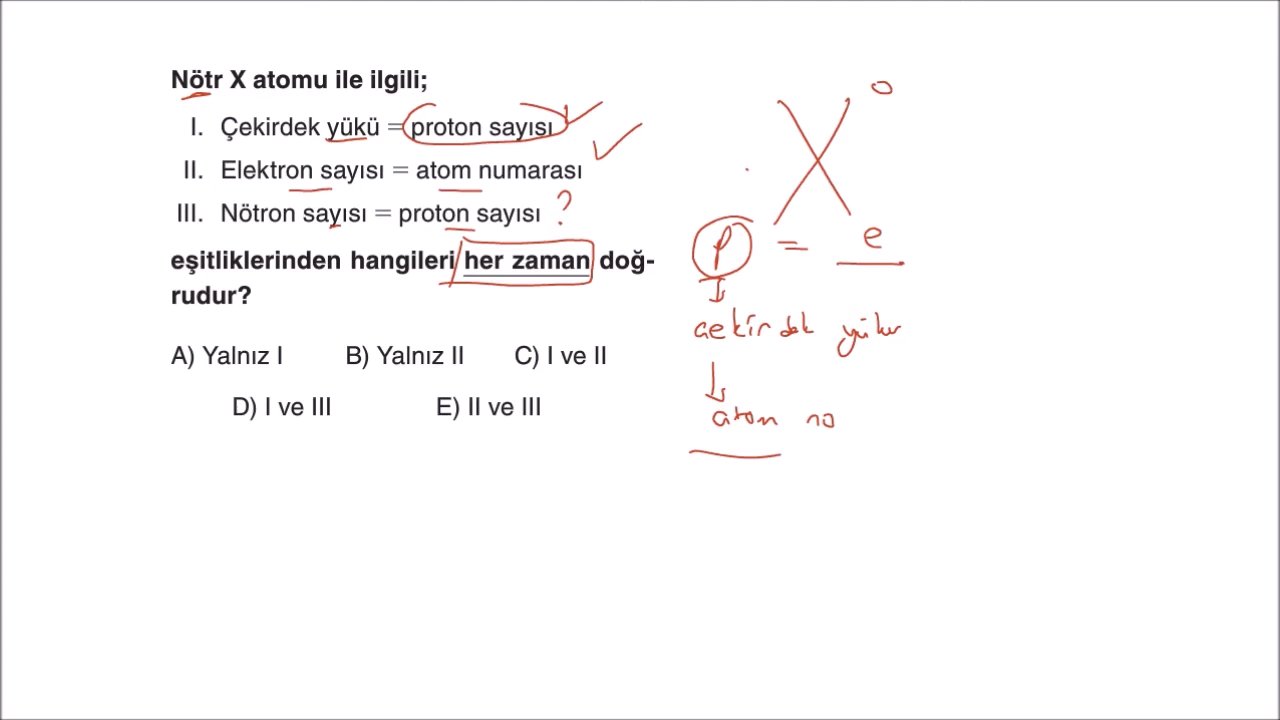 Nötr X atomu ile ilgili;
I. Çekirdek yükü = proton sayısı
II. Elektron sayısı = atom numarası
III. Nötron sayısı = proton sayısı ?
eşitliklerinden hangileri her zaman doğ-
rudur?
A) Yalnız I B) Yalnız II C) I ve II
D) I ve III E) II ve III
X 0
p = e
çekirdek yükü
atom no